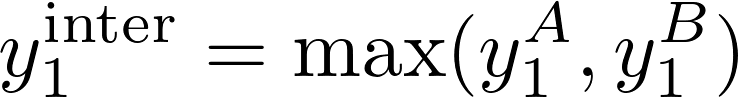 y_1^{\text{inter}} = \max(y_1^A, y_1^B)